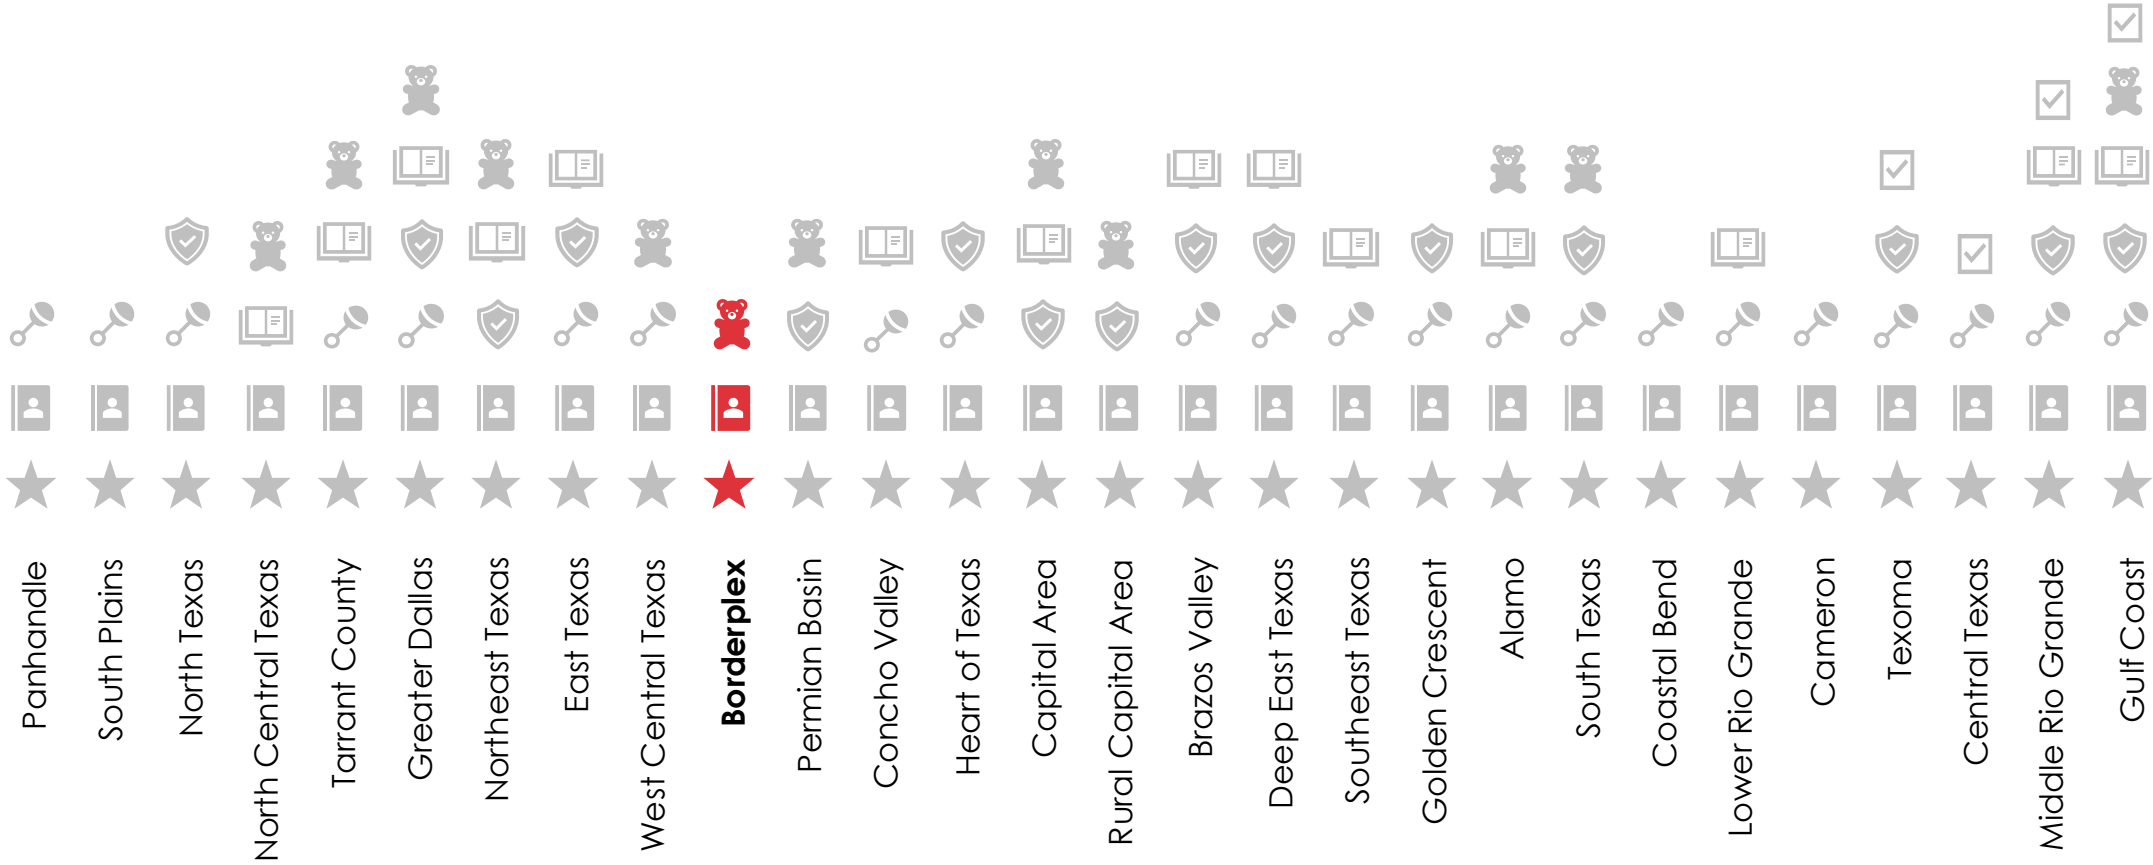 Panhandle
South Plains
North Texas
North Central Texas
Tarrant County
Greater Dallas
Northeast Texas
East Texas
West Central Texas
Borderplex
Permian Basin
Concho Valley
Heart of Texas
Capital Area
Rural Capital Area
Brazos Valley
Deep East Texas
Southeast Texas
Golden Crescent
Alamo
South Texas
Coastal Bend
Lower Rio Grande
Cameron
Texoma
Central Texas
Middle Rio Grande
Gulf Coast